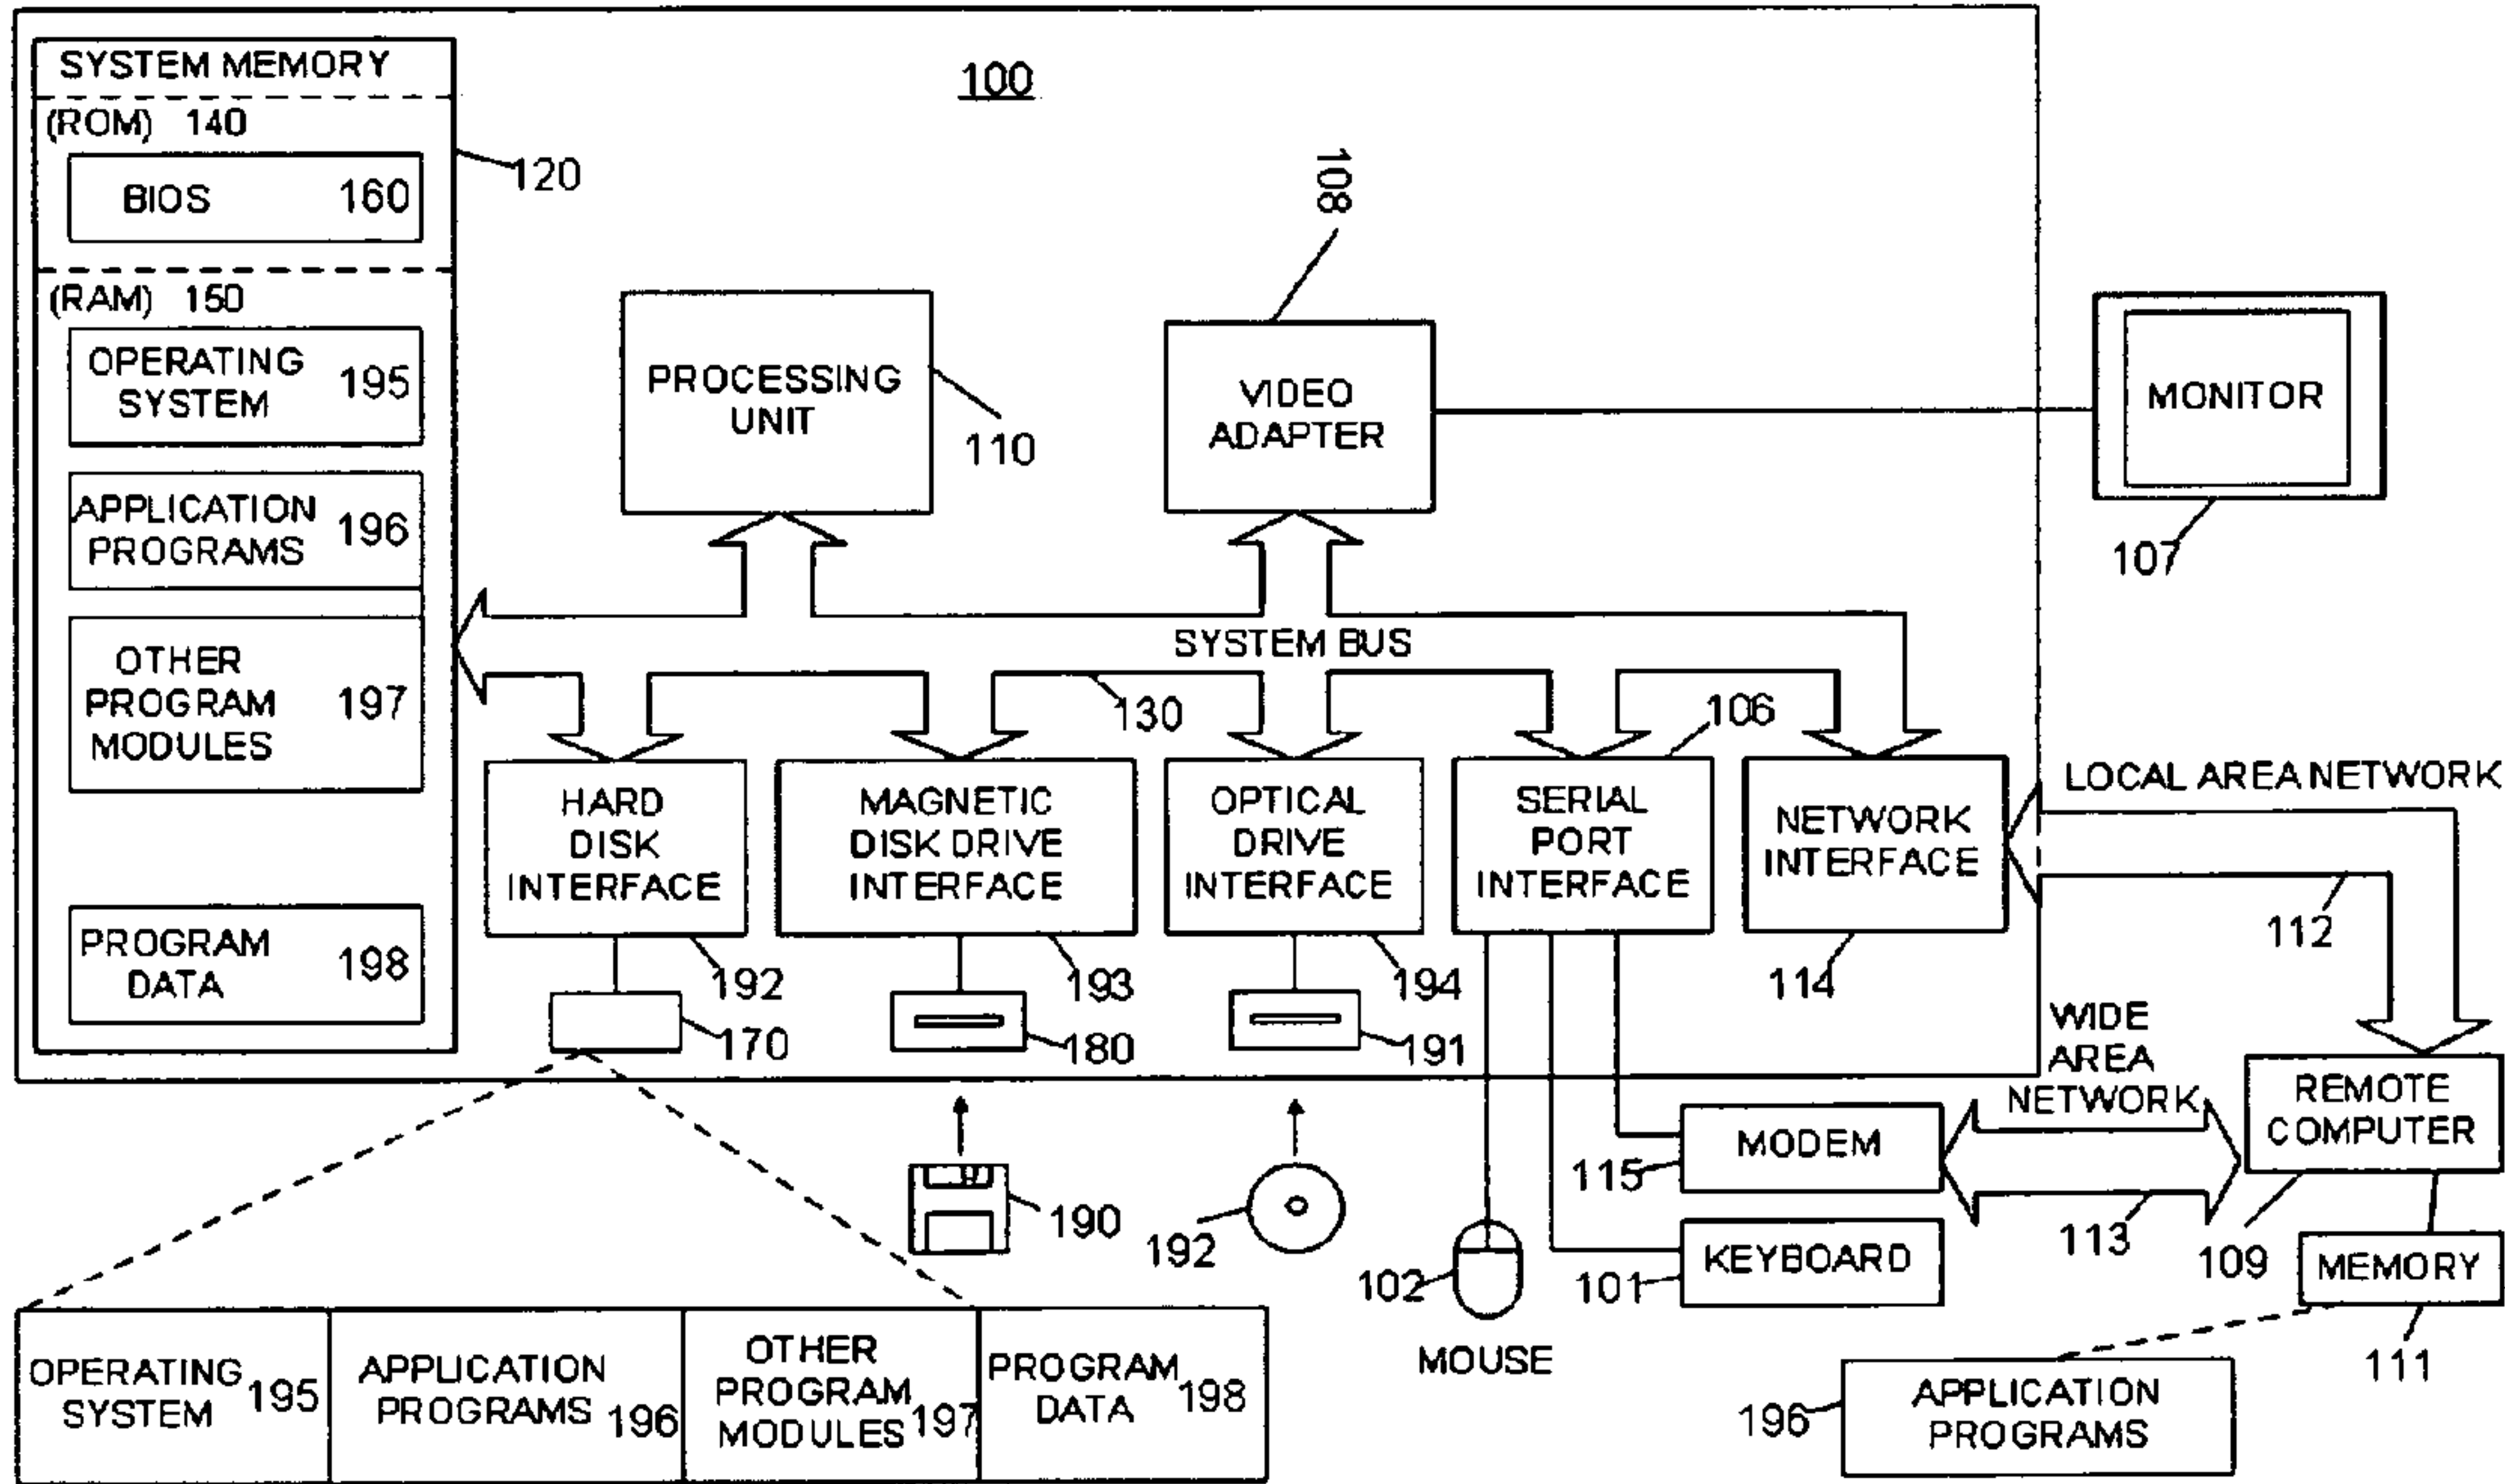 SYSTEM MEMORY
100
(ROM) 140
BIOS 160
120
108
(RAM) 150
OPERATING
SYSTEM
195
PROCESSING
UNIT
110
VIDEO
ADAPTER
MONITOR
107
APPLICATION
PROGRAMS
196
SYSTEM BUS
130
106
OTHER
PROGRAM
MODULES
197
HARD
DISK
INTERFACE
MAGNETIC
DISK DRIVE
INTERFACE
OPTICAL
DRIVE
INTERFACE
SERIAL
PORT
INTERFACE
NETWORK
INTERFACE
LOCAL AREA NETWORK
112
PROGRAM
DATA
198
192
193
194
114
170
180
191
WIDE
AREA
NETWORK
REMOTE
COMPUTER
MODEM
115
190
192
102
MOUSE
KEYBOARD
101
113
109
MEMORY
111
OPERATING
SYSTEM
195
APPLICATION
PROGRAMS
196
OTHER
PROGRAM
MODULES
197
PROGRAM
DATA
198
196
APPLICATION
PROGRAMS